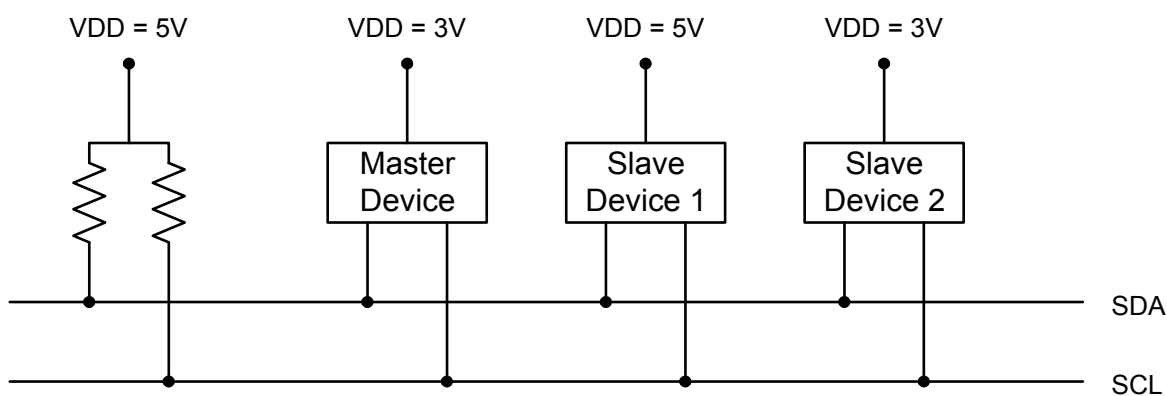 VDD = 5V
VDD = 3V
VDD = 5V
VDD = 3V
Master
Device
Slave
Device 1
Slave
Device 2
SDA
SCL